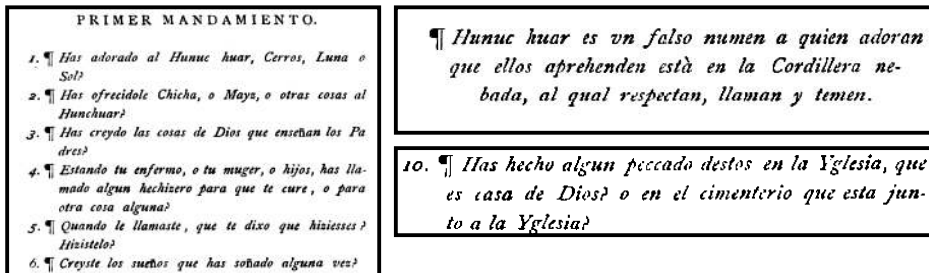 PRIMER MANDAMIENTO.
1. ¶ Has adorado al Hunuc huar, Cerros, Luna o
Sol?
2. ¶ Has ofrecidole Chicha, o Mayz, o otras cosas al
Hunchuar?
3. ¶ Has creydo las cosas de Dios que enseñan los Pa
dres?
4. ¶ Estando tu enfermo, o tu muger, o hijos, has lla-
mado algun hechizero para que te cure, o para
otra cosa alguna?
5. ¶ Quando le llamaste, que te dixo que hiziesses?
Hizistelo?
6. ¶ Creyste los sueños que has soñado alguna vez?
¶ Hunuc huar es vn falso numen a quien adoran
que ellos aprehenden està en la Cordillera ne-
bada, al qual respectan, llaman y temen.
10. ¶ Has hecho algun peccado destos en la Yglesia, que
es casa de Dios? o en el cimenterio que esta jun-
to a la Yglesia?